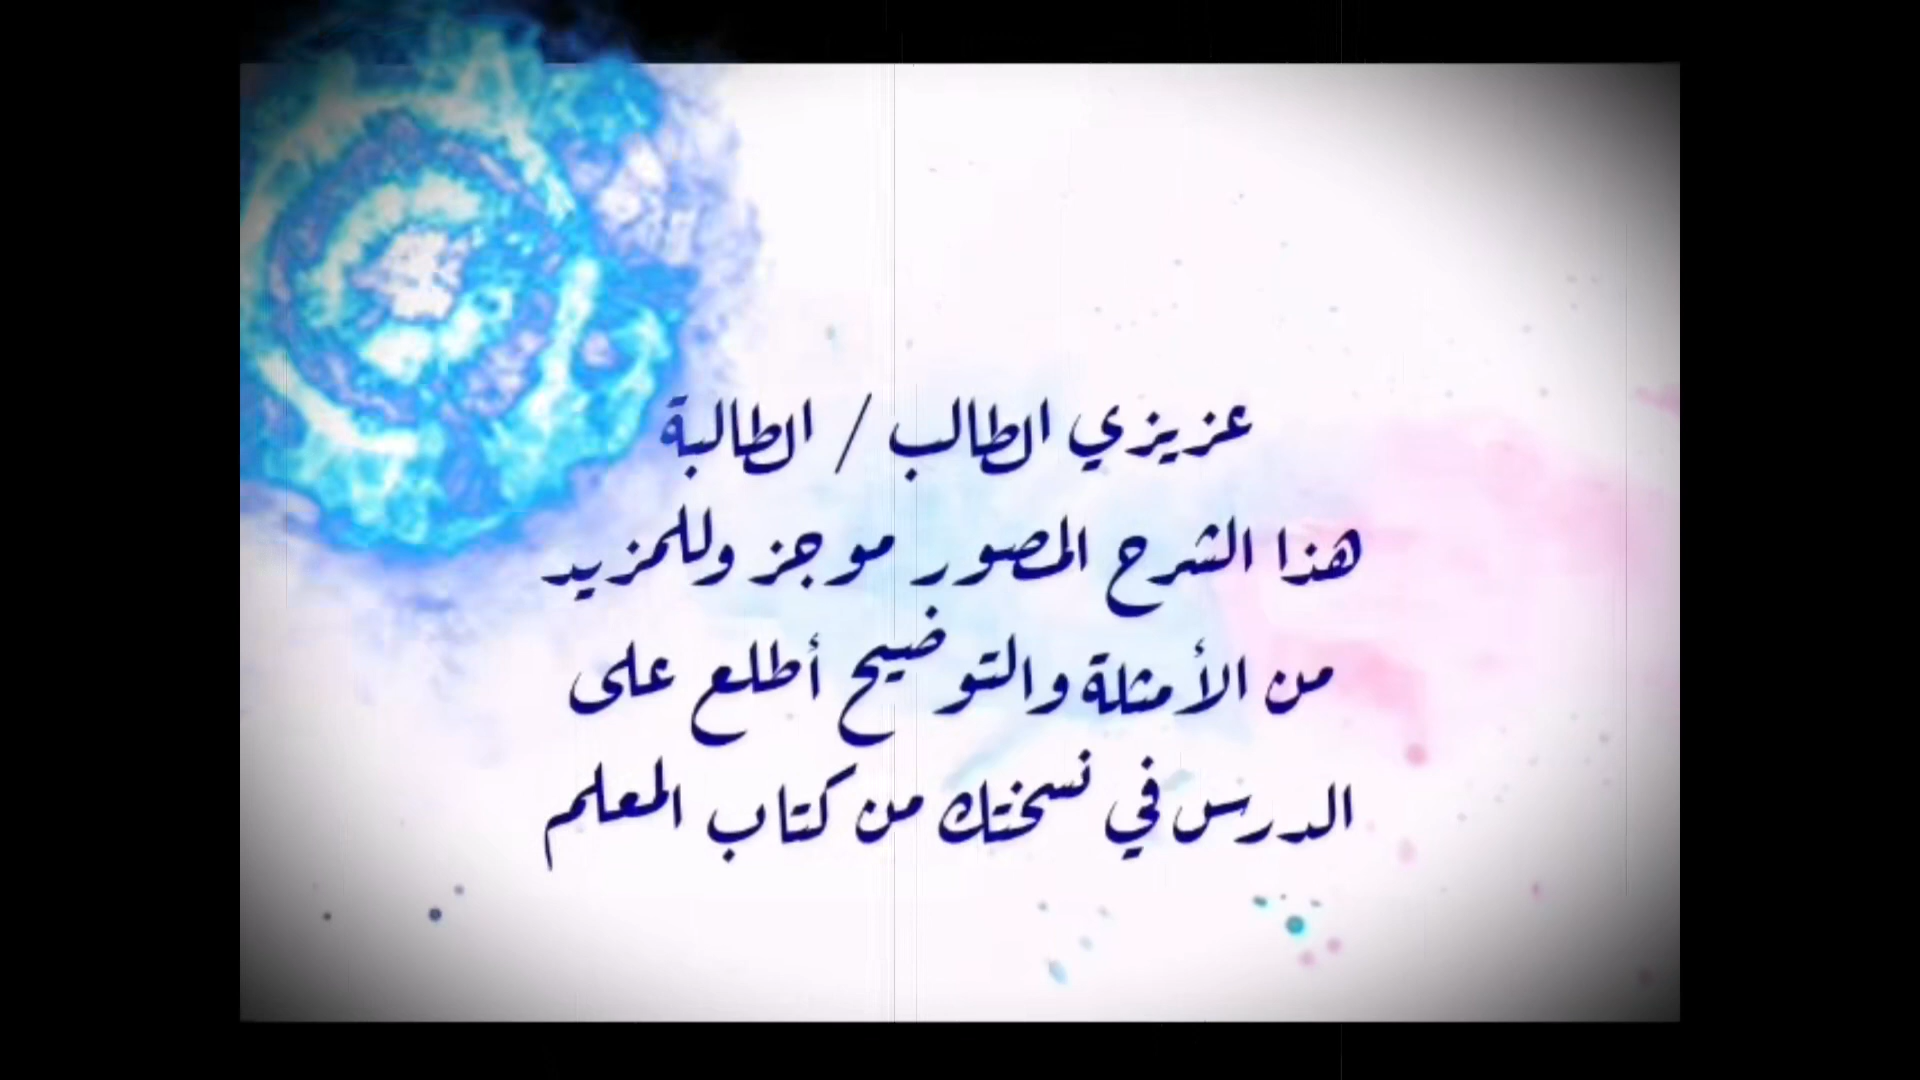 عزيزي الطالب / الطالبة
هذا الشرح المصور موجز وللمزيد
من الأمثلة والتوضيح أطلع على
الدرس في نسختك من كتاب المعلم